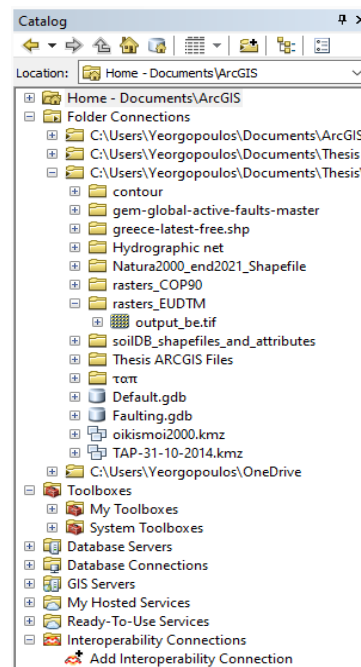 Catalog
Location: Home - Documents\ArcGIS
Home - Documents\ArcGIS
Folder Connections
C:\Users\Yeorgopoulos\Documents\ArcGIS
C:\Users\Yeorgopoulos\Documents\Thesis
C:\Users\Yeorgopoulos\Documents\Thesis\
contour
gem-global-active-faults-master
greece-latest-free.shp
Hydrographic net
Natura2000_end2021_Shapefile
rasters_COP90
rasters_EUDTM
output_be.tif
soilDB_shapefiles_and_attributes
Thesis ARCGIS Files
ταπ
Default.gdb
Faulting.gdb
oikismoi2000.kmz
TAP-31-10-2014.kmz
C:\Users\Yeorgopoulos\OneDrive
Toolboxes
My Toolboxes
System Toolboxes
Database Servers
Database Connections
GIS Servers
My Hosted Services
Ready-To-Use Services
Interoperability Connections
Add Interoperability Connection